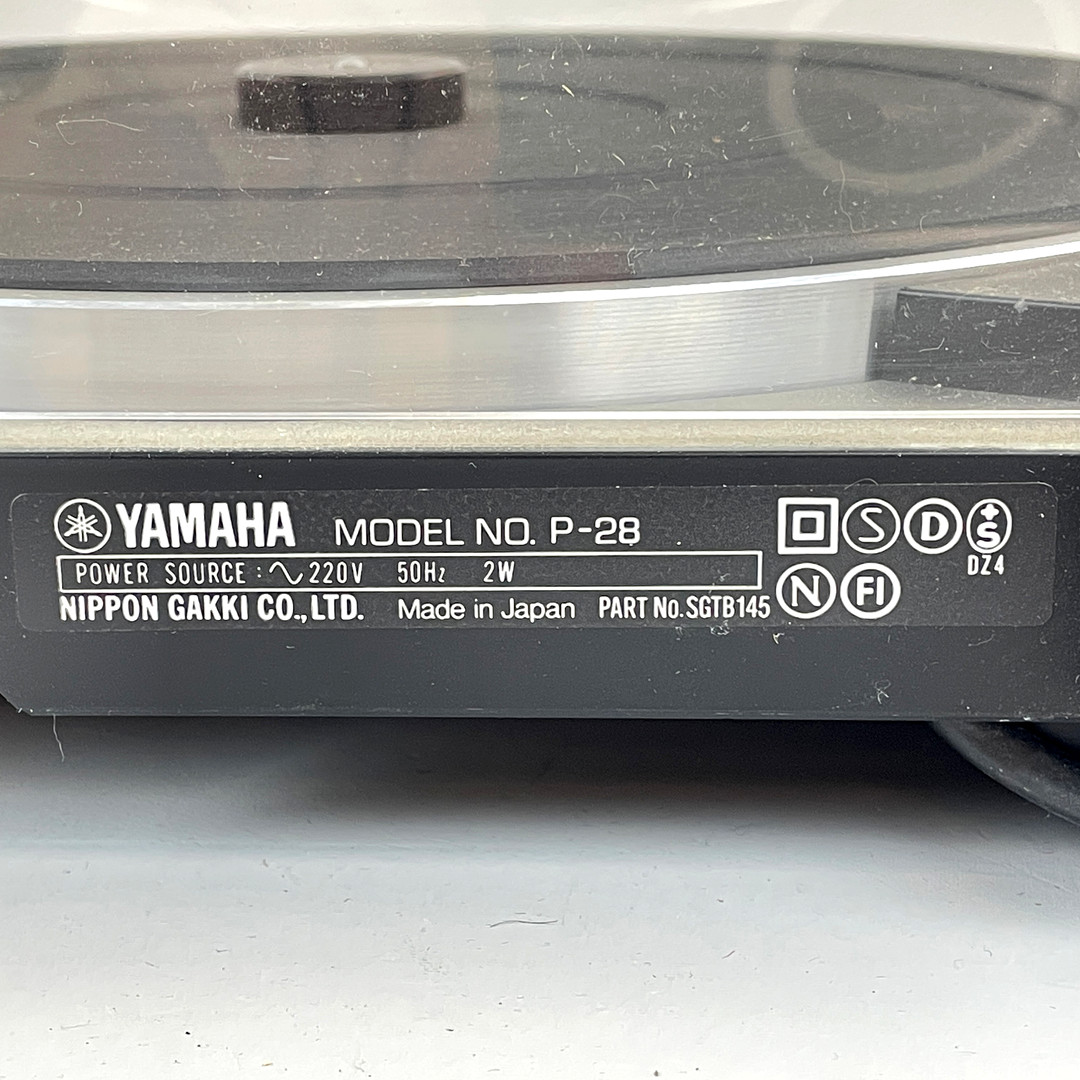 YAMAHA MODEL NO. P-28
POWER SOURCE : ∿ 220V 50Hz 2W
NIPPON GAKKI CO., LTD. Made in Japan PART No. SGTB145
S D +S
DZ4
N FI